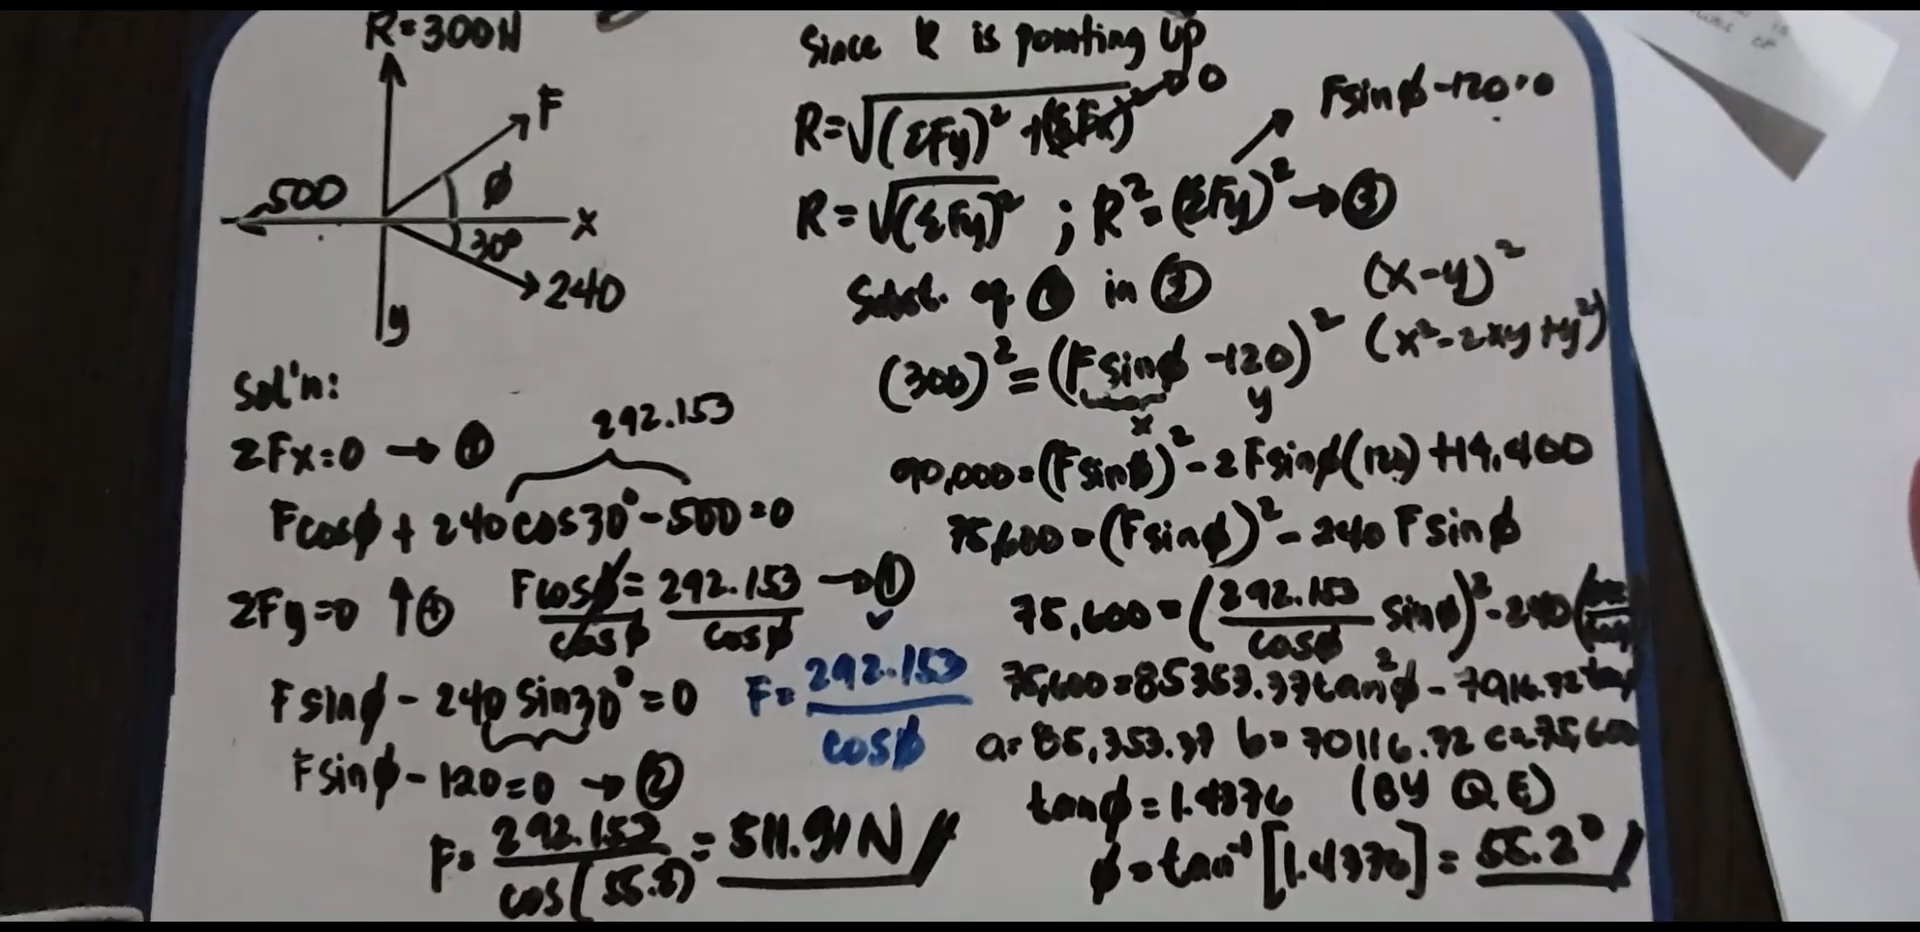 R=300N
F
ϕ
500
x
30°
240
y
Sol'n:
ΣFx=0 → ①
292.153
Fcosϕ + 240cos30° - 500 = 0
Fcosϕ/cosϕ = 292.153/cosϕ → ①
ΣFy=0 ↑⊕
F = 292.153/cosϕ
Fsinϕ - 240 sin30° = 0
Fsinϕ - 120 = 0 → ②
F = 292.153/cos(55.2) = 511.91N
Since R is pointing up
R = √(ΣFy)² + (ΣFx)² → 0
Fsinϕ - 120 = 0
R = √(ΣFy)² ; R² = (ΣFy)² → ③
Subst. eq ① in ③
(x-y)²
(x² - 2xy + y²)
(300)² = (Fsinϕ - 120)²
x y
90,000 = (Fsinϕ)² - 2Fsinϕ(120) + 14,400
75,600 = (Fsinϕ)² - 240 Fsinϕ
75,600 = (292.153/cosϕ sinϕ)² - 240
75,600 = 85353.37tan²ϕ -
a = 85,353.37 b = 70116.72 c = 75,600
tanϕ = 1.4376 (BY Q.E)
ϕ = tan⁻¹[1.4376] = 55.2°